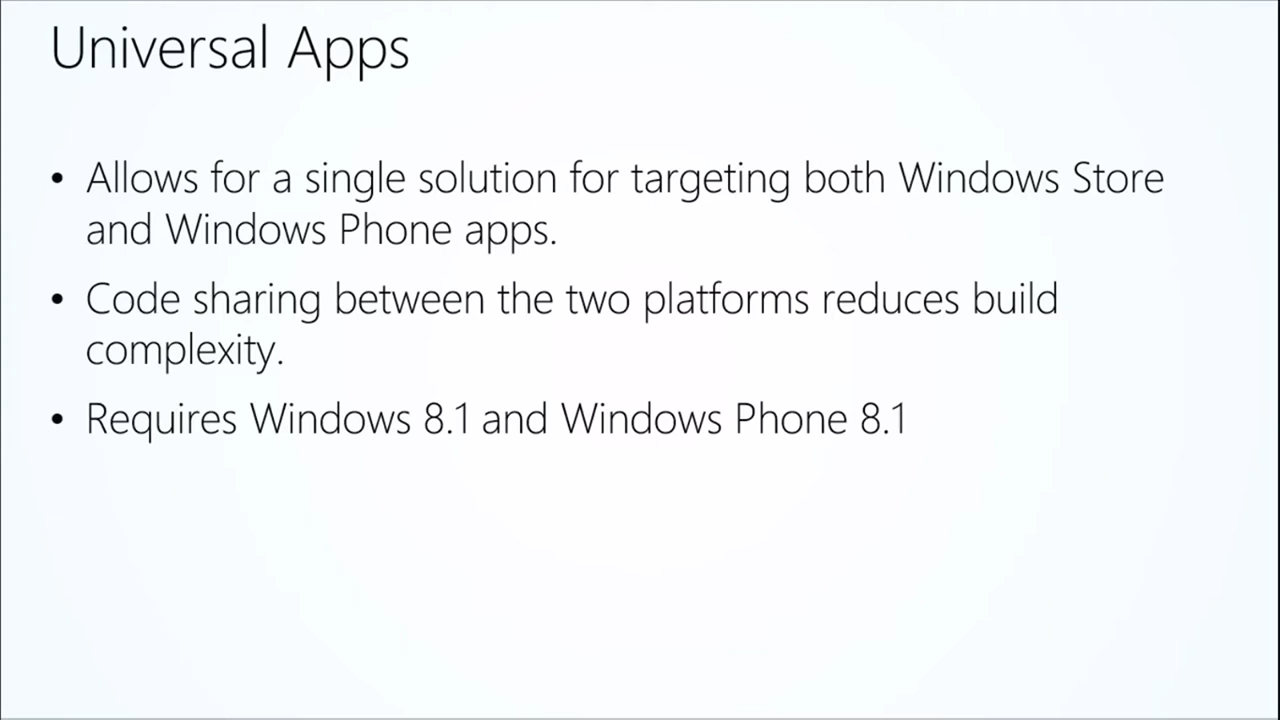 Universal Apps
• Allows for a single solution for targeting both Windows Store
and Windows Phone apps.
• Code sharing between the two platforms reduces build
complexity.
• Requires Windows 8.1 and Windows Phone 8.1